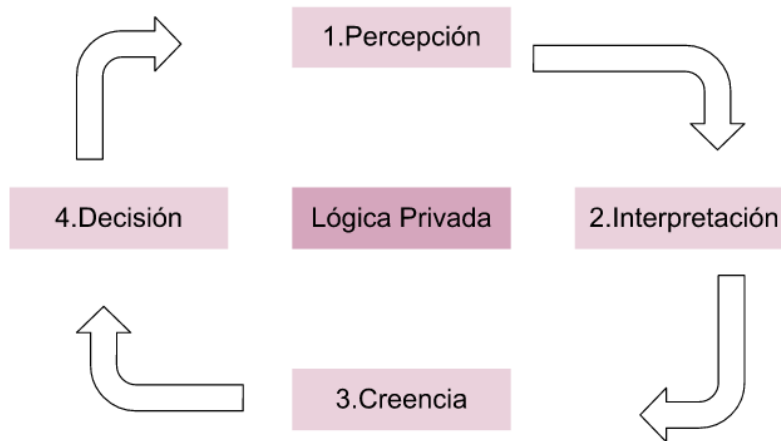 1.Percepción
4.Decisión
Lógica Privada
2.Interpretación
3.Creencia